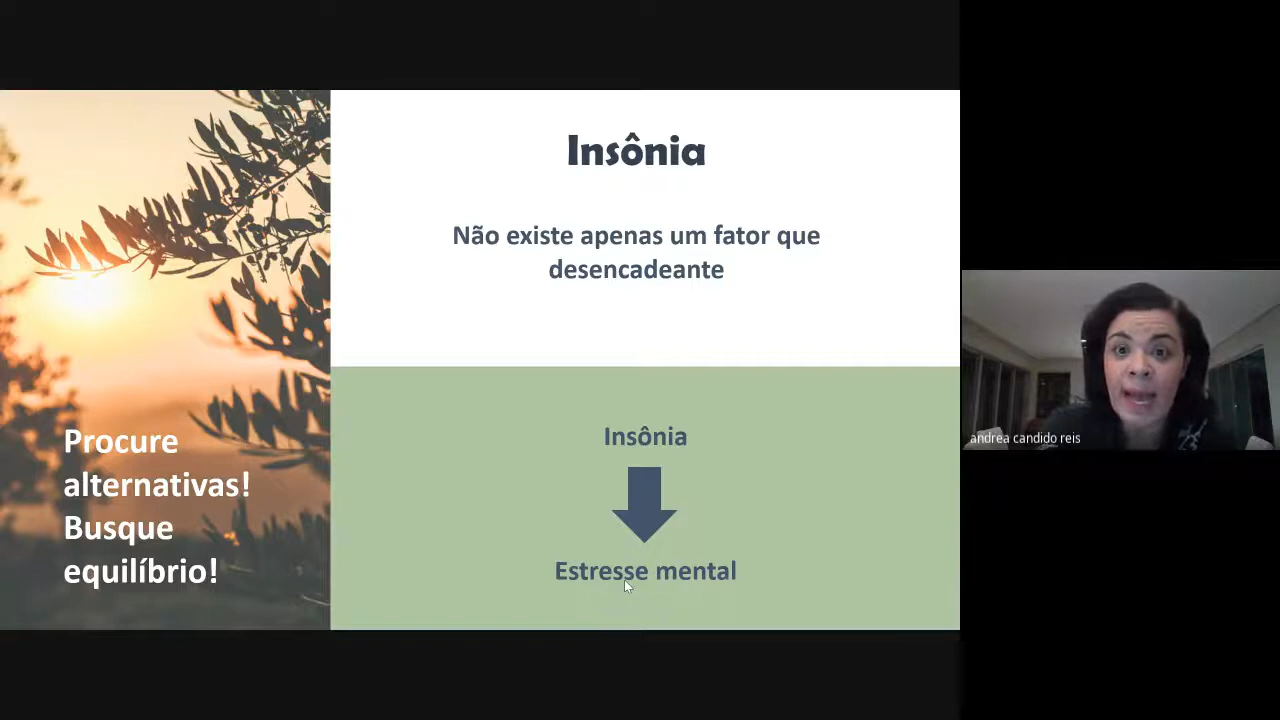 Insônia
Não existe apenas um fator que
desencadeante
Insônia
Estresse mental
Procure
alternativas!
Busque
equilíbrio!
andrea candido reis